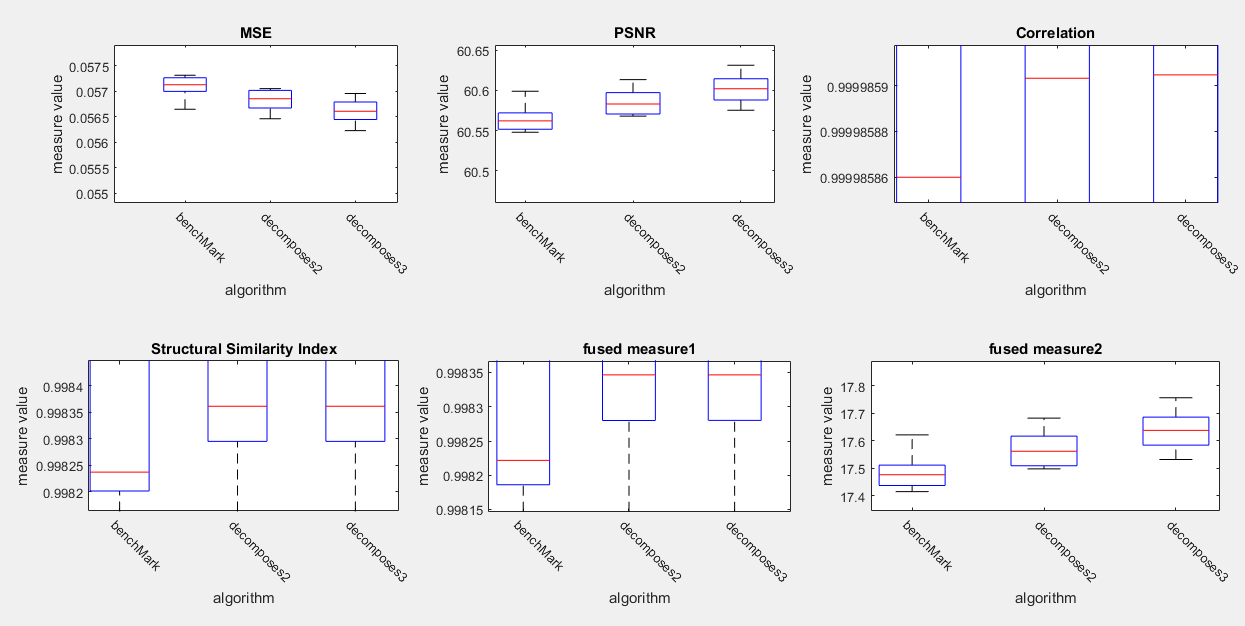 MSE
0.0575
0.057
0.0565
0.056
0.0555
0.055
measure value
benchMark
decomposes2
decomposes3
algorithm
PSNR
60.65
60.6
60.55
60.5
measure value
benchMark
decomposes2
decomposes3
algorithm
Correlation
0.9999859
0.99998588
0.99998586
measure value
benchMark
decomposes2
decomposes3
algorithm
Structural Similarity Index
0.9984
0.99835
0.9983
0.99825
0.9982
measure value
benchMark
decomposes2
decomposes3
algorithm
fused measure1
0.99835
0.9983
0.99825
0.9982
0.99815
measure value
benchMark
decomposes2
decomposes3
algorithm
fused measure2
17.8
17.7
17.6
17.5
17.4
measure value
benchMark
decomposes2
decomposes3
algorithm